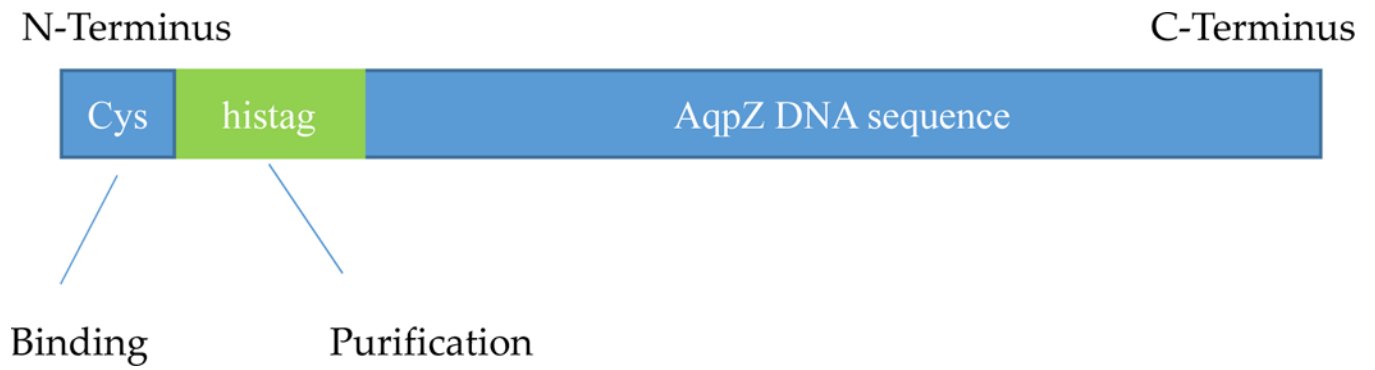 N-Terminus C-Terminus
Cys histag AqpZ DNA sequence
Binding Purification